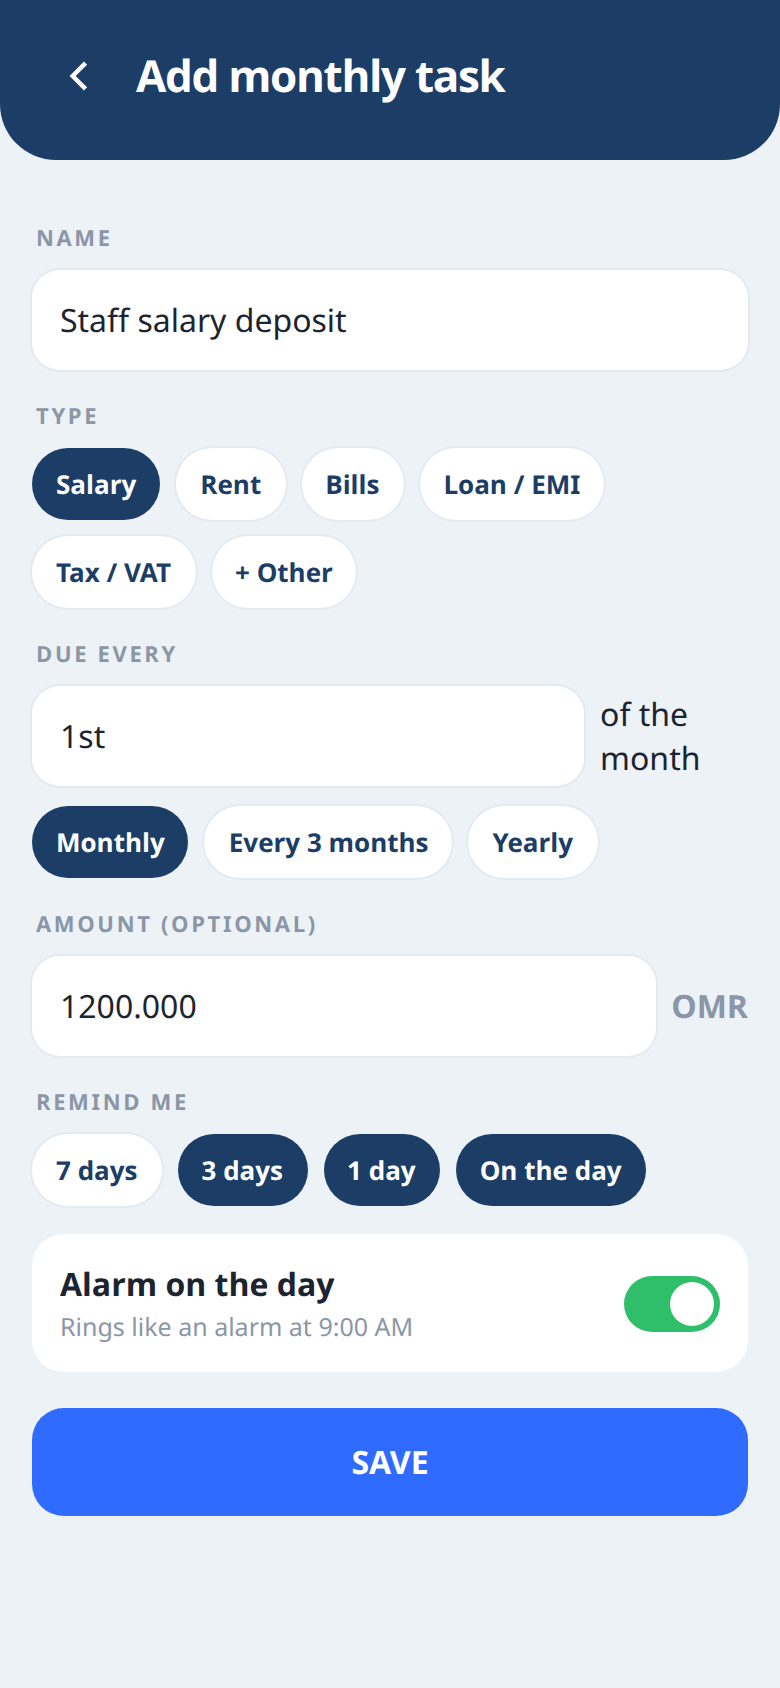 Add monthly task
NAME
Staff salary deposit
TYPE
Salary Rent Bills Loan / EMI
Tax / VAT + Other
DUE EVERY
1st of the month
Monthly Every 3 months Yearly
AMOUNT (OPTIONAL)
1200.000 OMR
REMIND ME
7 days 3 days 1 day On the day
Alarm on the day
Rings like an alarm at 9:00 AM
SAVE